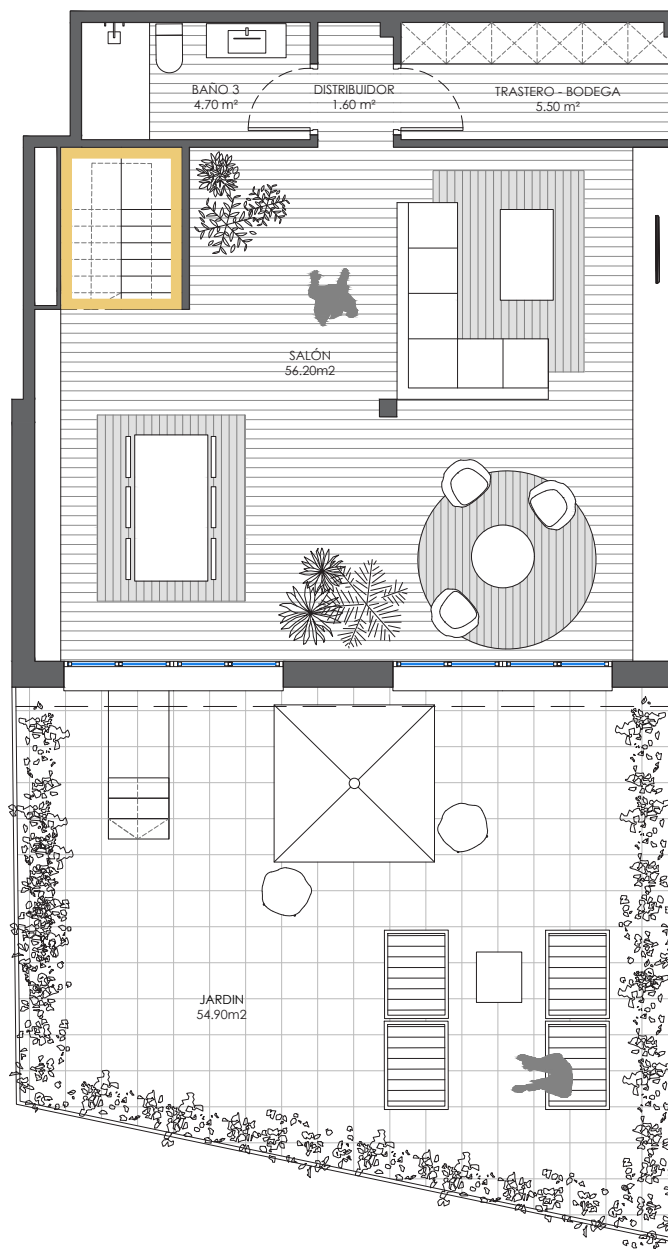 BAÑO 3
4.70 m²
DISTRIBUIDOR
1.60 m²
TRASTERO - BODEGA
5.50 m²
SALÓN
56.20m2
JARDIN
54.90m2